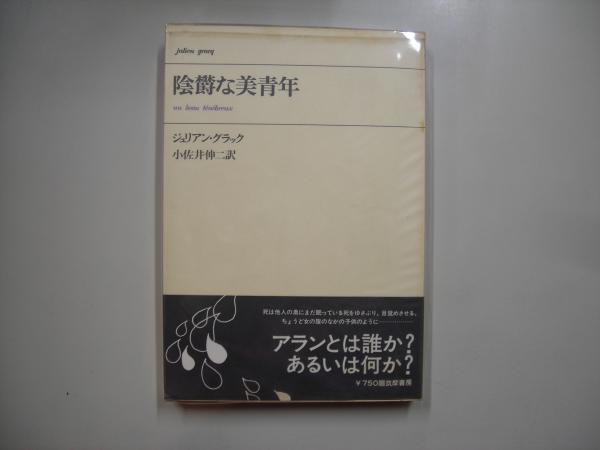 julien gracq
陰欝な美青年
un beau ténébreux
ジュリアン・グラック
小佐井伸二訳
死は他人の奥にまだ眠っている死をゆさぶり、目覚めさせる。
ちょうど女の腹のなかの子供のように……………
アランとは誰か?
あるいは何か?
¥750 筑摩書房